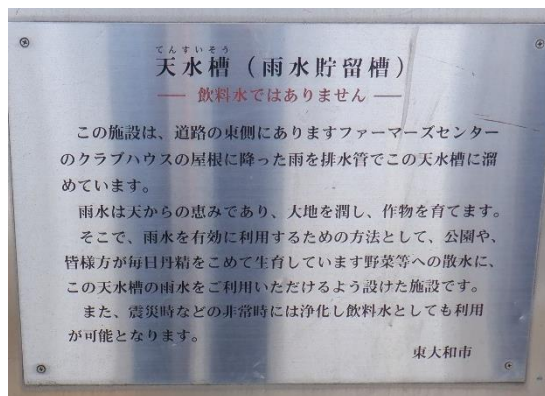 てんすいそう
天水槽（雨水貯留槽）
── 飲料水ではありません ──
この施設は、道路の東側にありますファーマーズセンター
のクラブハウスの屋根に降った雨を排水管でこの天水槽に溜
めています。
雨水は天からの恵みであり、大地を潤し、作物を育てます。
そこで、雨水を有効に利用するための方法として、公園や、
皆様方が毎日丹精をこめて生育しています野菜等への散水に、
この天水槽の雨水をご利用いただけるよう設けた施設です。
また、震災時などの非常時には浄化し飲料水としても利用
が可能となります。
東大和市